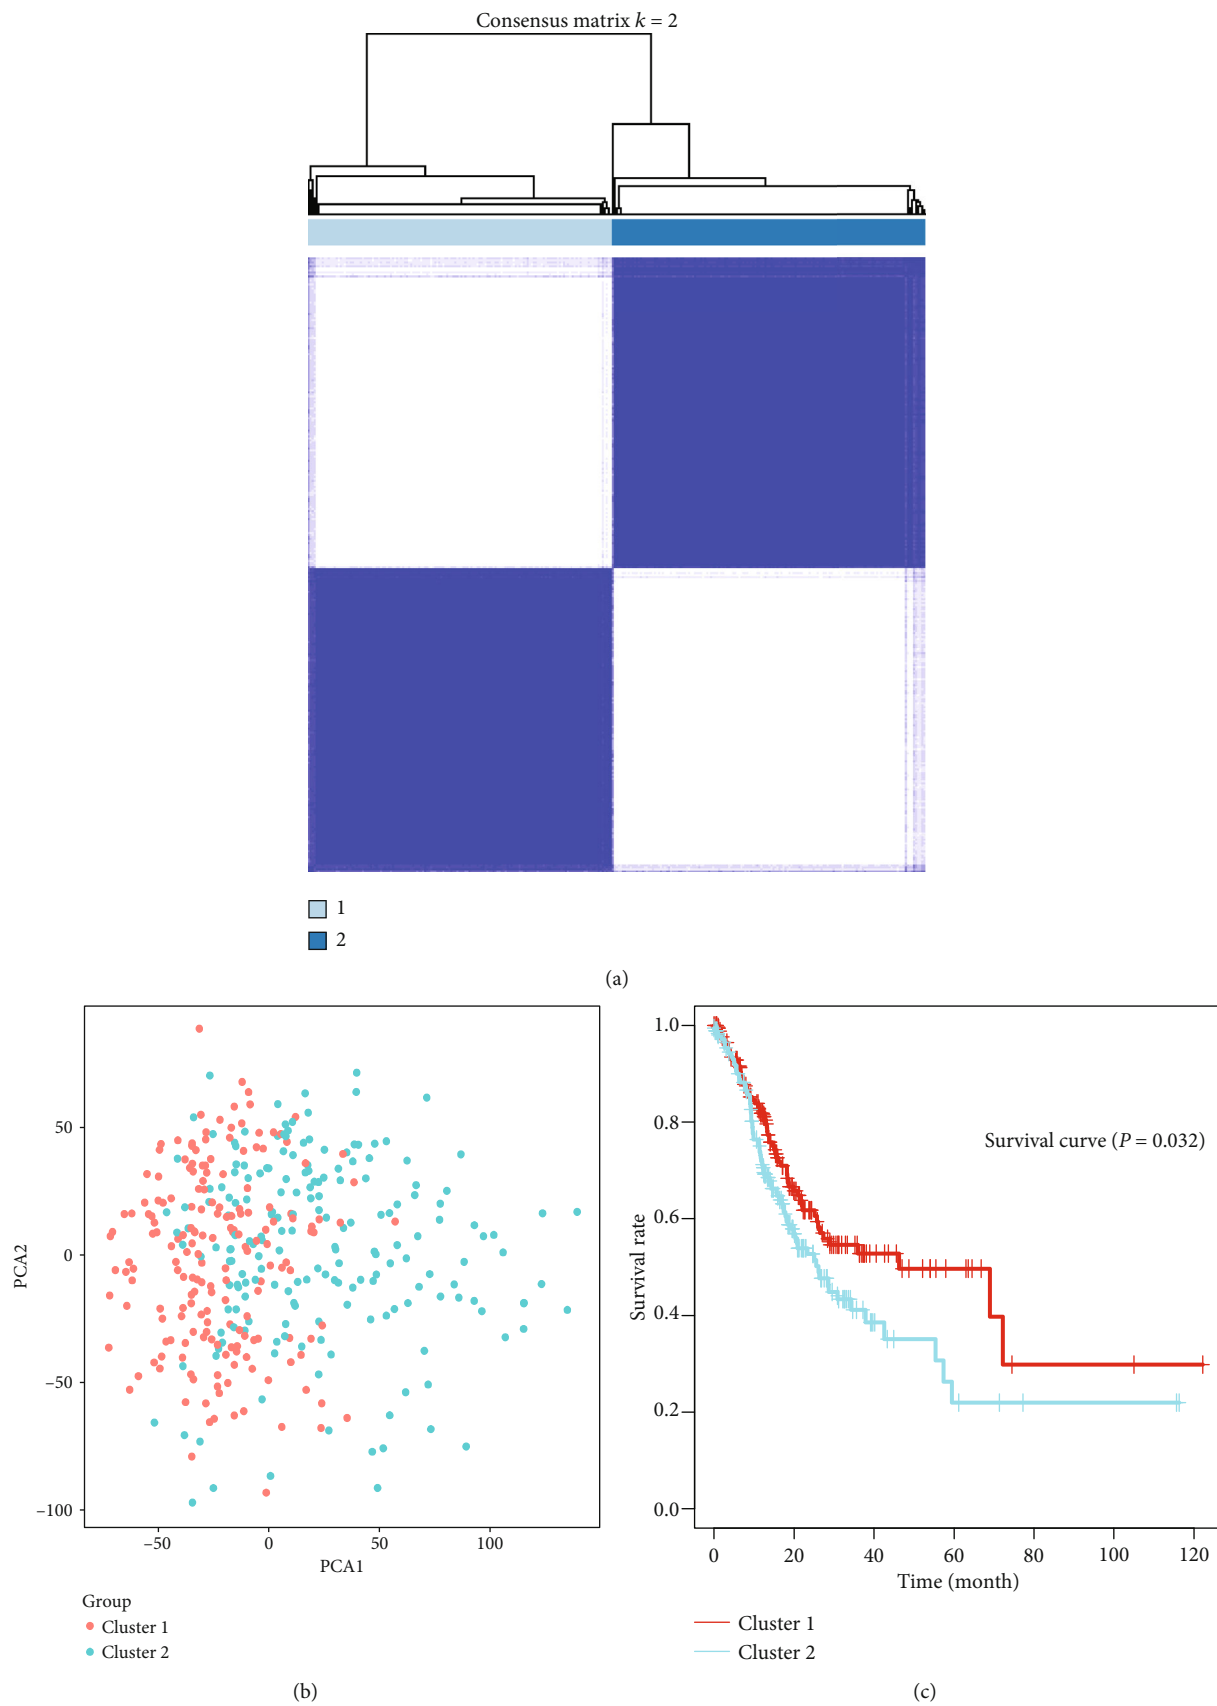 Consensus matrix k = 2
1
2
(a)
50
0
−50
−100
PCA2
−50
0
50
100
PCA1
Group
Cluster 1
Cluster 2
(b)
1.0
0.8
0.6
0.4
0.2
0.0
Survival rate
Survival curve (P = 0.032)
0
20
40
60
80
100
120
Time (month)
Cluster 1
Cluster 2
(c)